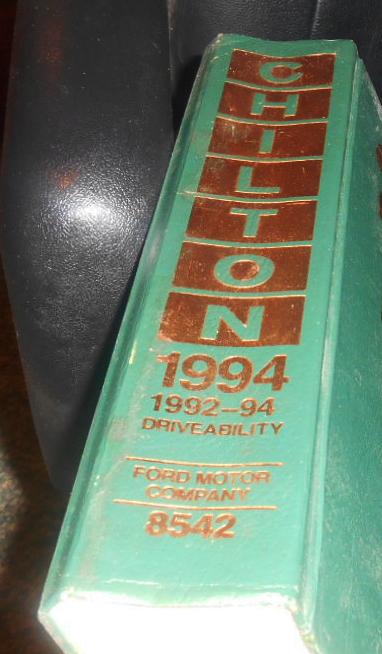 CHILTON
1994
1992-94
DRIVEABILITY
FORD MOTOR
COMPANY
8542